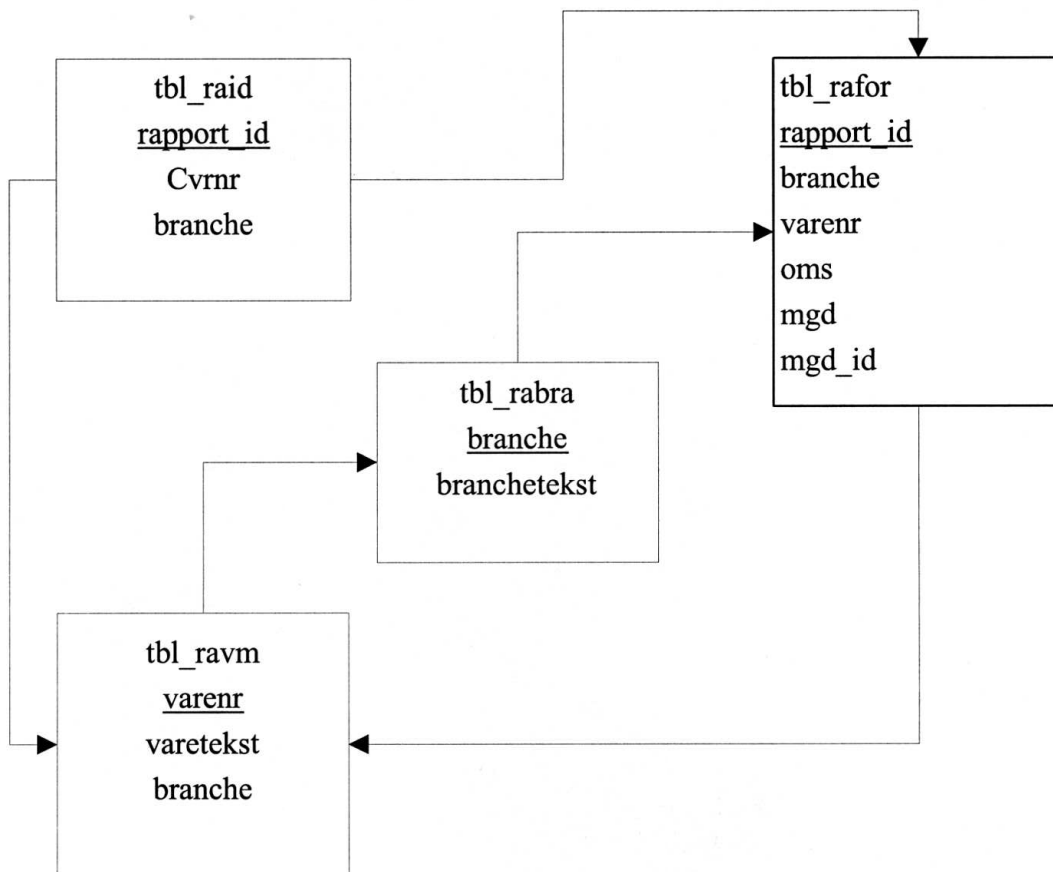 tbl_raid
rapport_id
Cvrnr
branche
tbl_rafor
rapport_id
branche
varenr
oms
mgd
mgd_id
tbl_rabra
branche
branchetekst
tbl_ravm
varenr
varetekst
branche